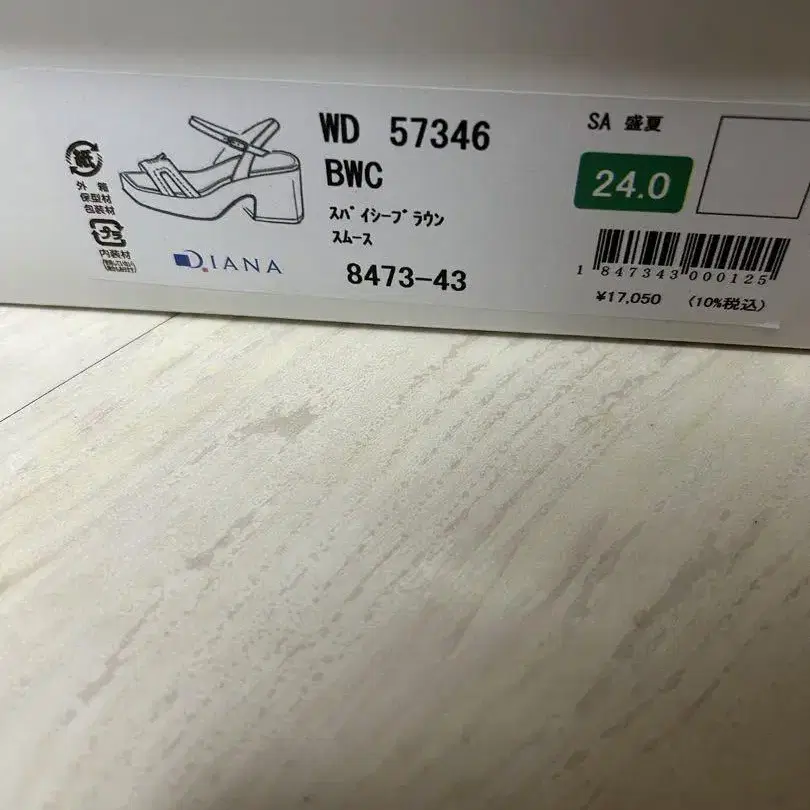 紙
外 箱
保型材
包装材
プラ
内装材
DIANA
WD 57346
BWC
スパイシーブラウン
スムース
8473-43
SA 盛夏
24.0
1 847343 000125
¥17,050 (10%税込)